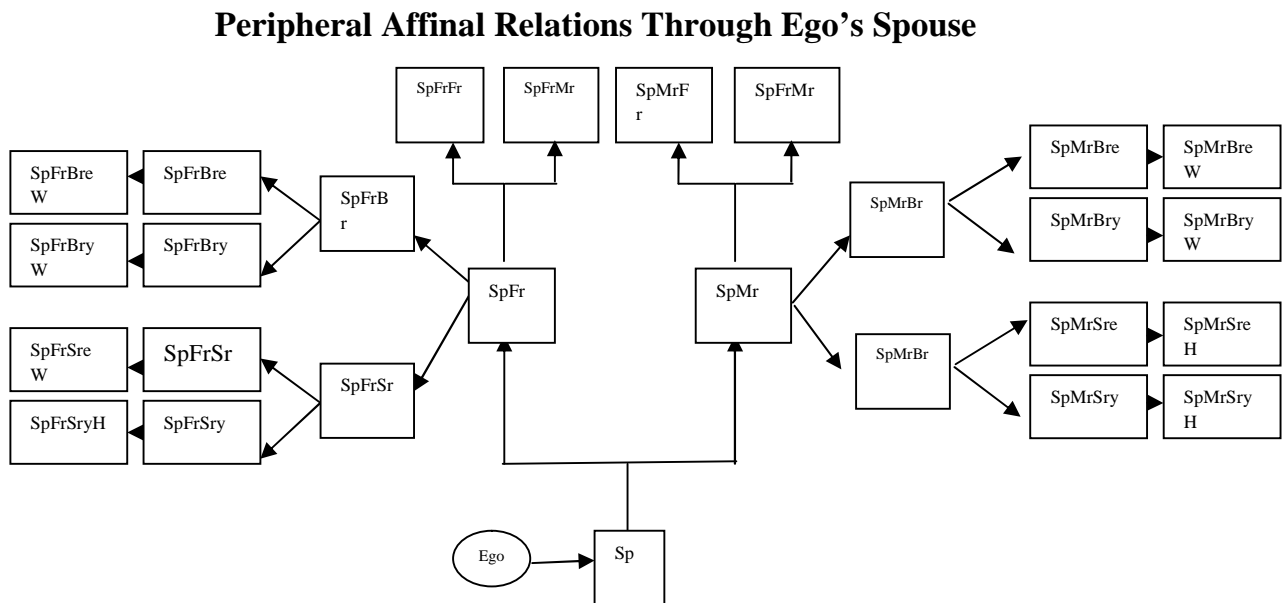 Peripheral Affinal Relations Through Ego's Spouse
SpFrFr
SpFrMr
SpMrF
r
SpFrMr
SpFrBre
W
SpFrBre
SpFrB
r
SpFrBry
W
SpFrBry
SpMrBr
SpMrBre
SpMrBre
W
SpMrBry
SpMrBry
W
SpFr
SpMr
SpFrSre
W
SpFrSr
SpFrSr
SpFrSryH
SpFrSry
SpMrBr
SpMrSre
SpMrSre
H
SpMrSry
SpMrSry
H
Ego
Sp